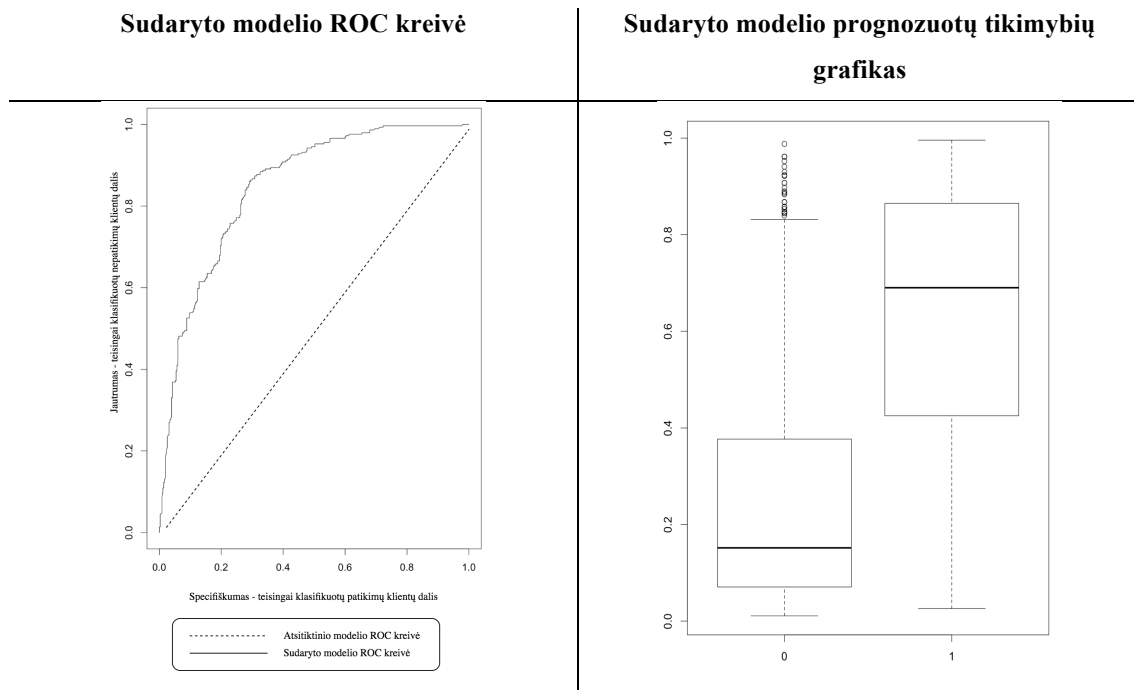 Sudaryto modelio ROC kreivė
Sudaryto modelio prognozuotų tikimybių
grafikas
Jautrumas - teisingai klasifikuotų nepatikimų klientų dalis
1.0
0.8
0.6
0.4
0.2
0.0
0.0 0.2 0.4 0.6 0.8 1.0
Specifiškumas - teisingai klasifikuotų patikimų klientų dalis
Atsitiktinio modelio ROC kreivė
Sudaryto modelio ROC kreivė
1.0
0.8
0.6
0.4
0.2
0.0
0 1